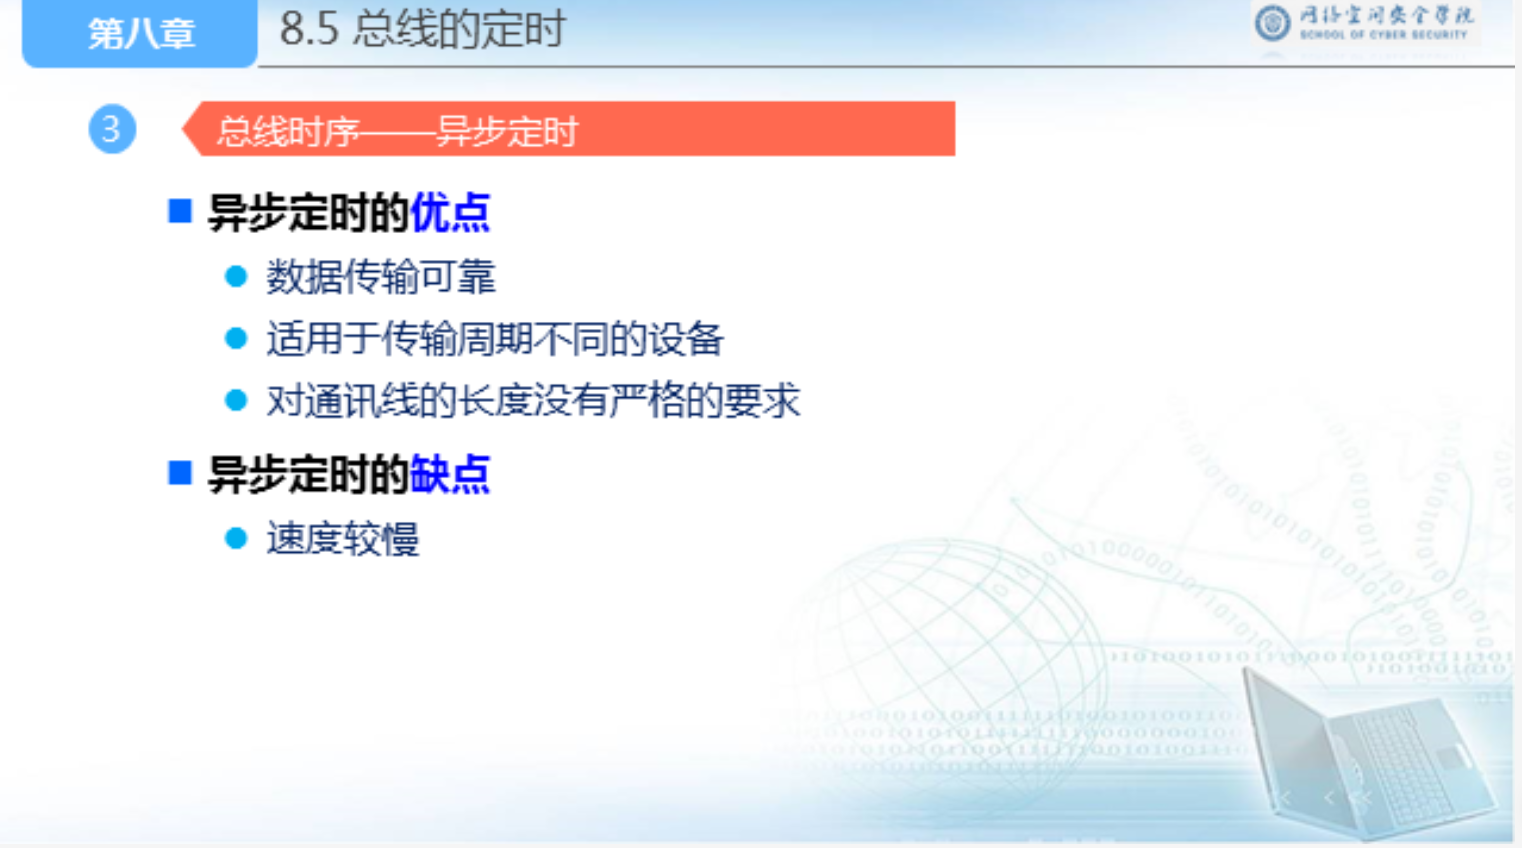 第八章
8.5 总线的定时
网络空间安全学院
SCHOOL OF CYBER SECURITY
3
总线时序——异步定时
异步定时的优点
数据传输可靠
适用于传输周期不同的设备
对通讯线的长度没有严格的要求
异步定时的缺点
速度较慢